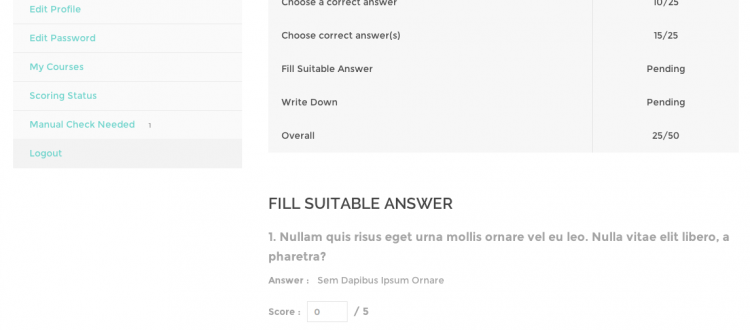 Edit Profile
Edit Password
My Courses
Scoring Status
Manual Check Needed 1
Logout
Choose a correct answer 10/25
Choose correct answer(s) 15/25
Fill Suitable Answer Pending
Write Down Pending
Overall 25/50
FILL SUITABLE ANSWER
1. Nullam quis risus eget urna mollis ornare vel eu leo. Nulla vitae elit libero, a
pharetra?
Answer : Sem Dapibus Ipsum Ornare
Score : 0 / 5